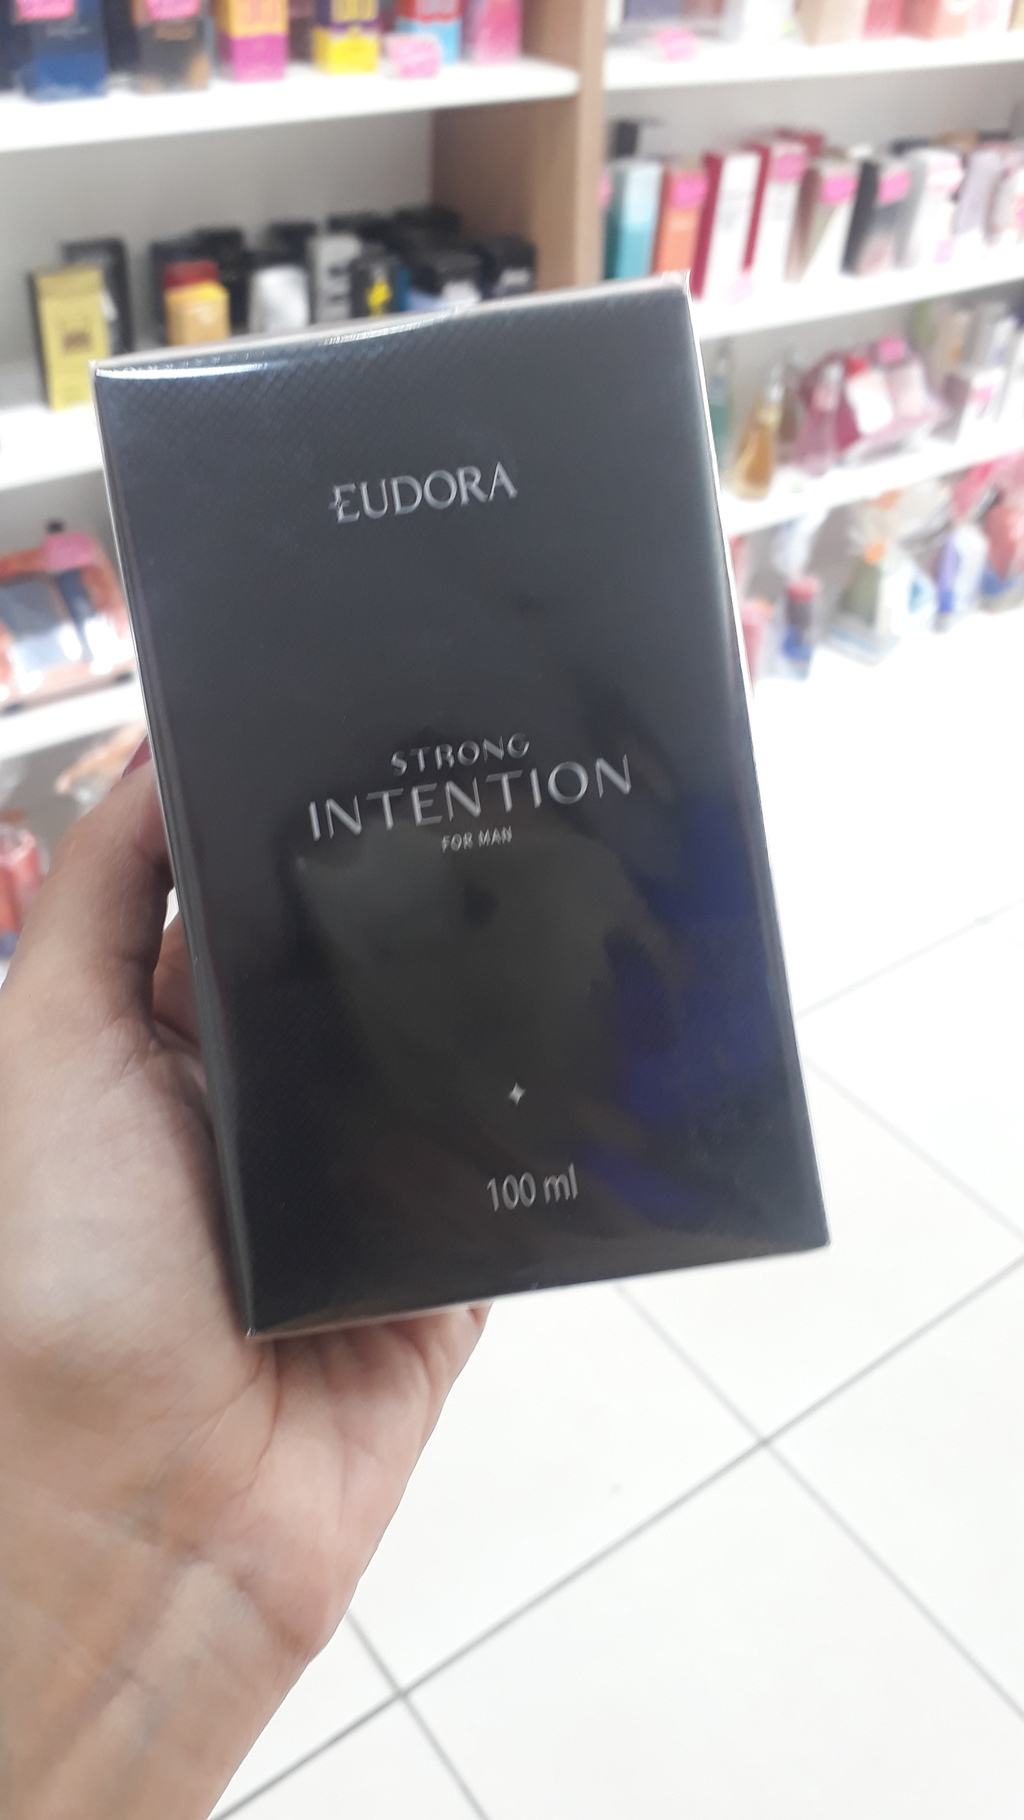 EUDORA
STRONG
INTENTION
FOR MAN
100 ml